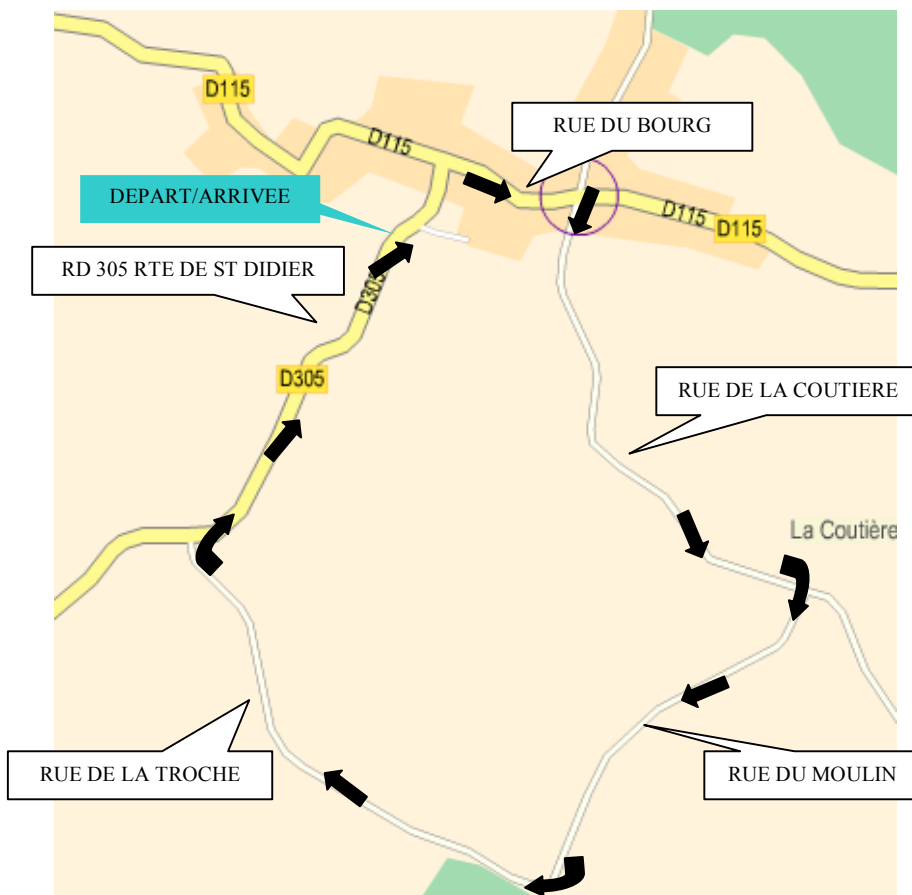 D115
RUE DU BOURG
D115
DEPART/ARRIVEE
D115
D115
RD 305 RTE DE ST DIDIER
D305
D305
RUE DE LA COUTIERE
La Coutière
RUE DE LA TROCHE
RUE DU MOULIN